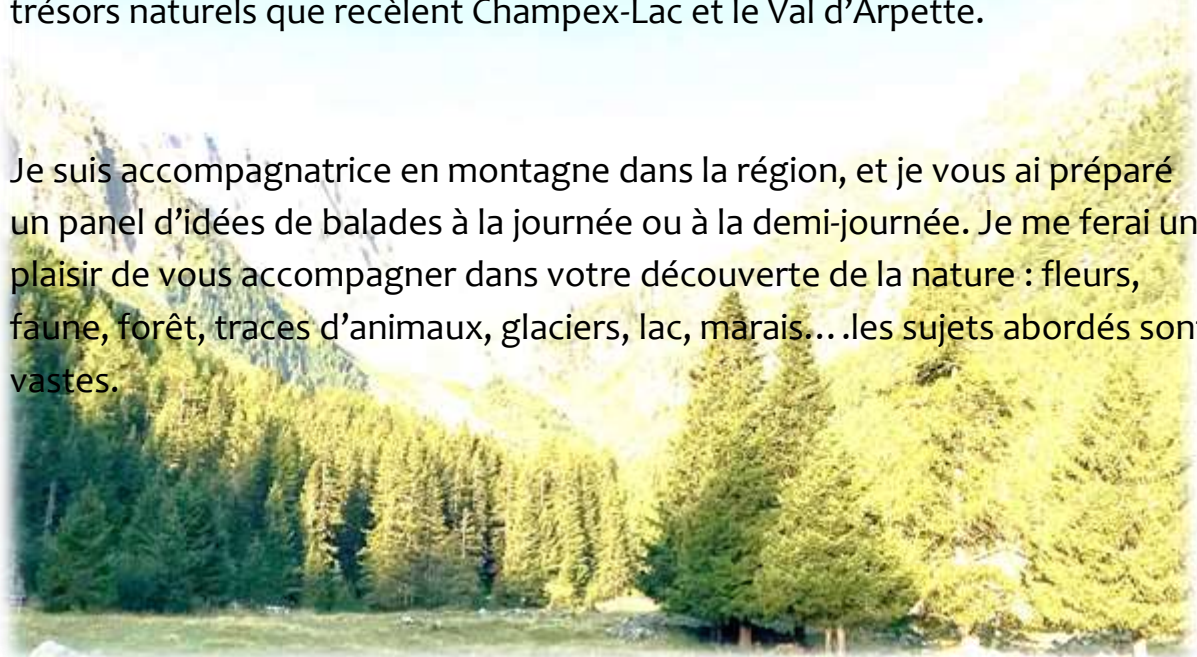 trésors naturels que recèlent Champex-Lac et le Val d’Arpette.
Je suis accompagnatrice en montagne dans la région, et je vous ai préparé
un panel d’idées de balades à la journée ou à la demi-journée. Je me ferai un
plaisir de vous accompagner dans votre découverte de la nature : fleurs,
faune, forêt, traces d’animaux, glaciers, lac, marais….les sujets abordés sont
vastes.